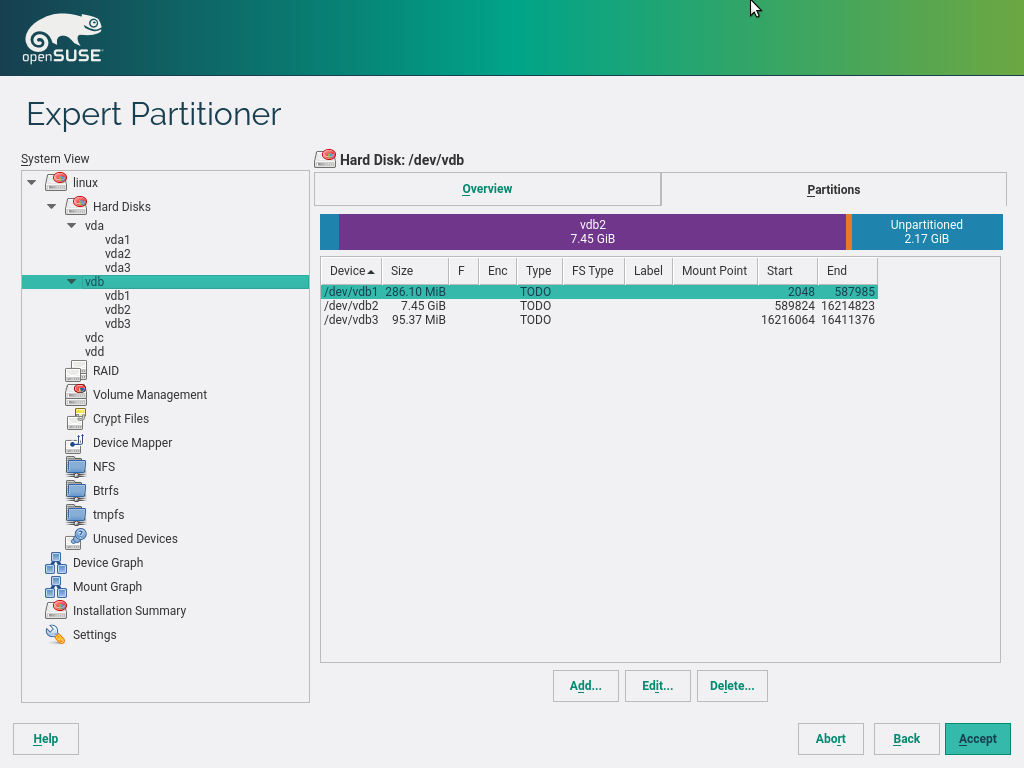 openSUSE
Expert Partitioner
System View
linux
Hard Disks
vda
vda1
vda2
vda3
vdb
vdb1
vdb2
vdb3
vdc
vdd
RAID
Volume Management
Crypt Files
Device Mapper
NFS
Btrfs
tmpfs
Unused Devices
Device Graph
Mount Graph
Installation Summary
Settings
Hard Disk: /dev/vdb
Overview Partitions
vdb2 Unpartitioned
7.45 GiB 2.17 GiB
Device Size F Enc Type FS Type Label Mount Point Start End
/dev/vdb1 286.10 MiB TODO 2048 587985
/dev/vdb2 7.45 GiB TODO 589824 16214823
/dev/vdb3 95.37 MiB TODO 16216064 16411376
Add... Edit... Delete...
Help Abort Back Accept